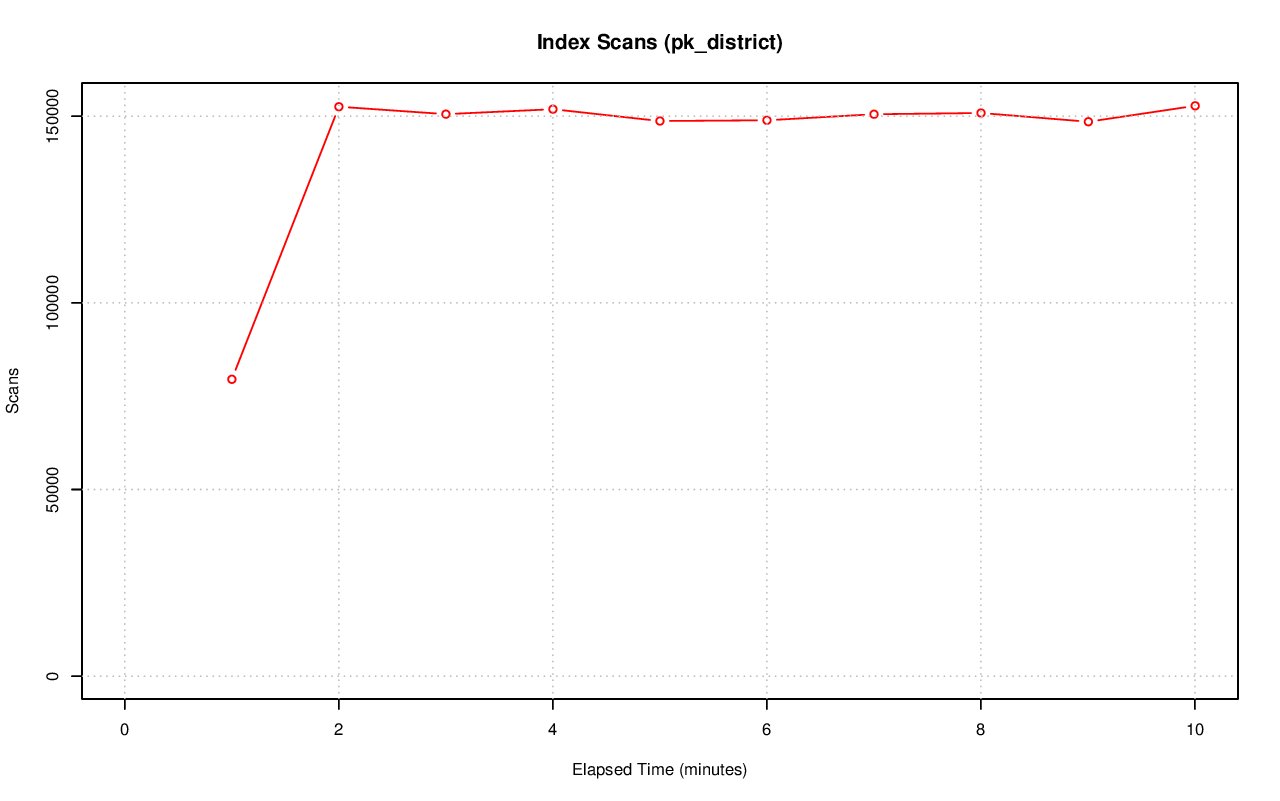 Index Scans (pk_district)
150000
100000
50000
0
Scans
0 2 4 6 8 10
Elapsed Time (minutes)